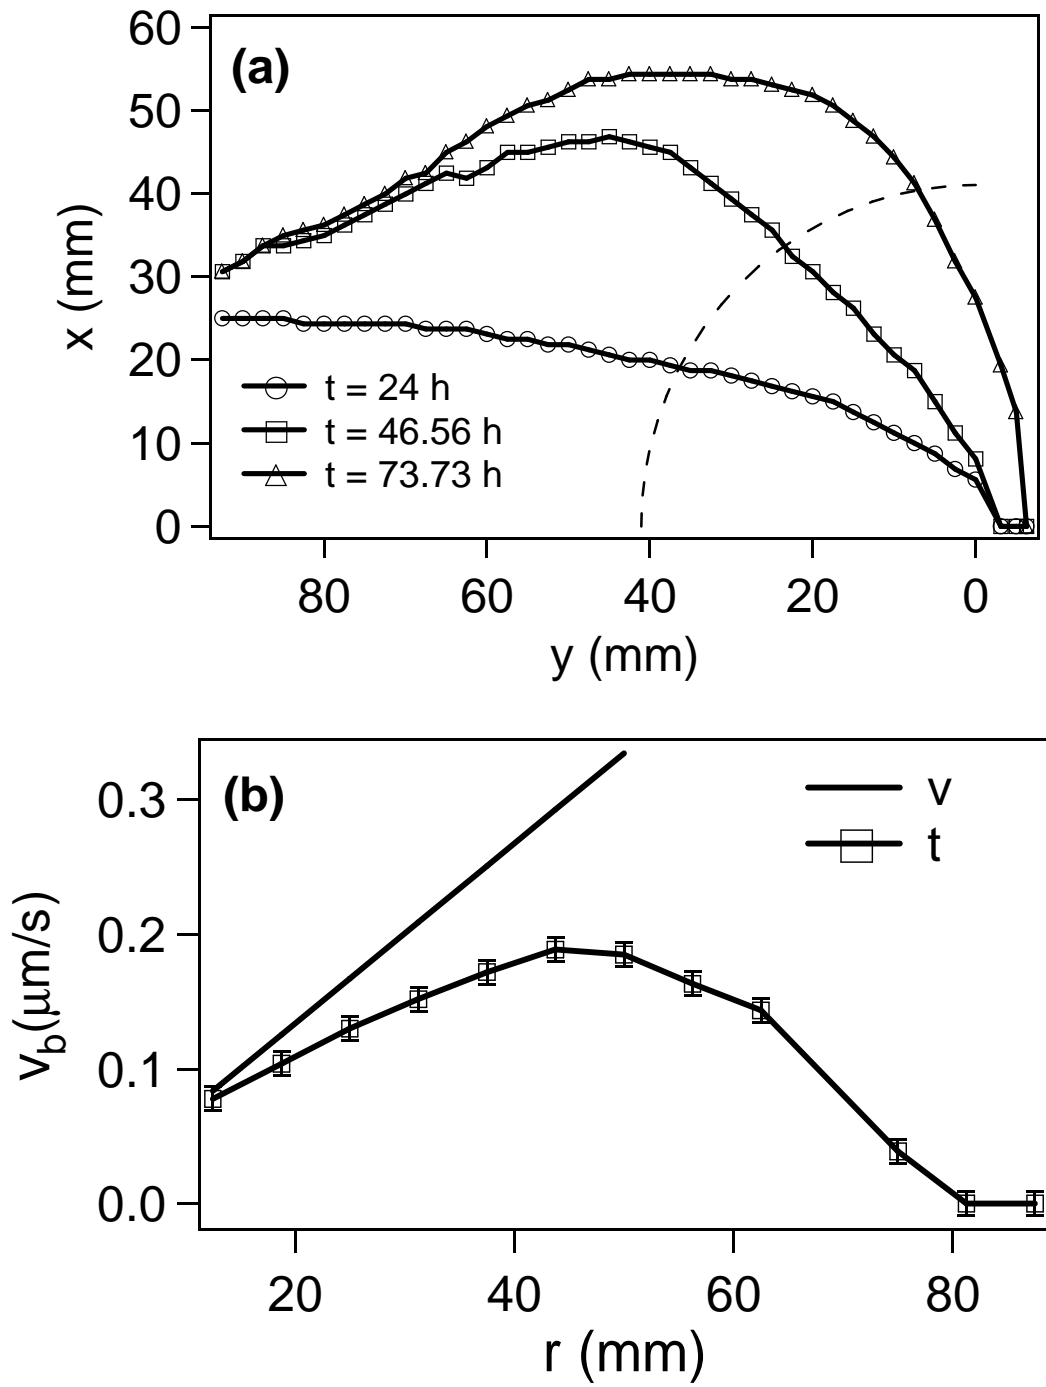 (a)
60
50
40
30
20
10
0
x (mm)
t = 24 h
t = 46.56 h
t = 73.73 h
80 60 40 20 0
y (mm)
(b)
v
t
0.3
0.2
0.1
0.0
v_b(μm/s)
20 40 60 80
r (mm)